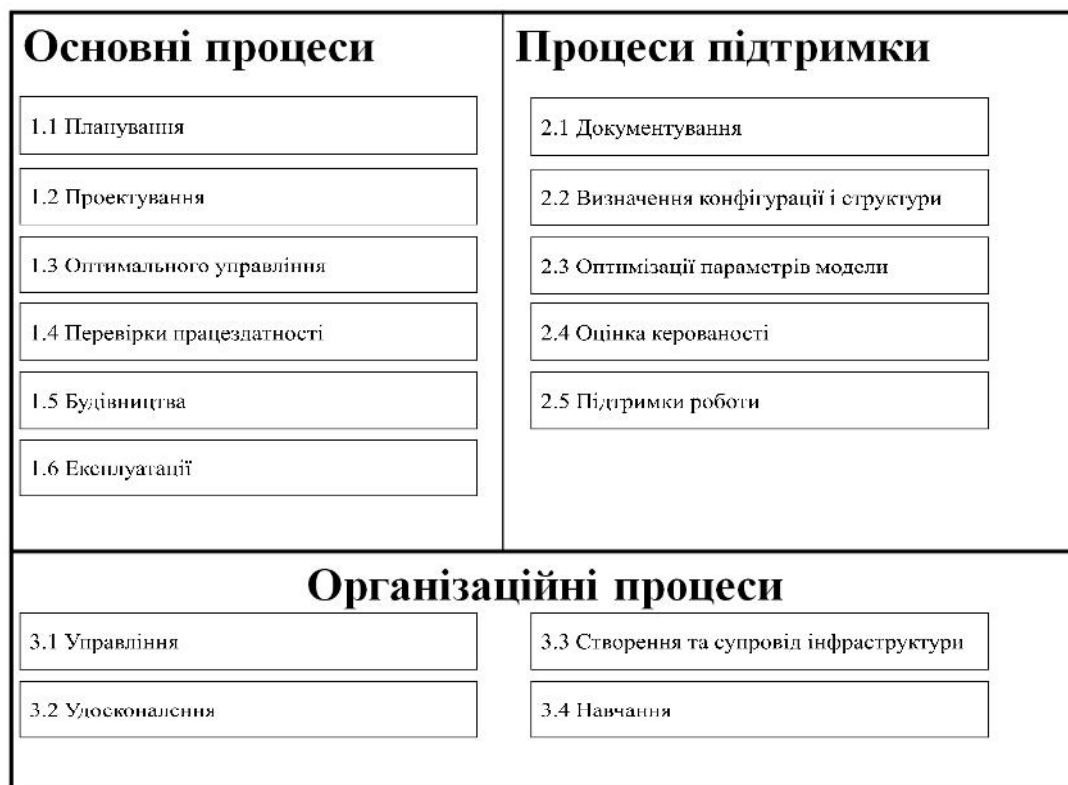 Основні процеси
1.1 Планування
1.2 Проектування
1.3 Оптимального управління
1.4 Перевірки працездатності
1.5 Будівництва
1.6 Експлуатації
Процеси підтримки
2.1 Документування
2.2 Визначення конфігурації і структури
2.3 Оптимізації параметрів модели
2.4 Оцінка керованості
2.5 Підтримки роботи
Організаційні процеси
3.1 Управління
3.2 Удосконалення
3.3 Створення та супровід інфраструктури
3.4 Навчання